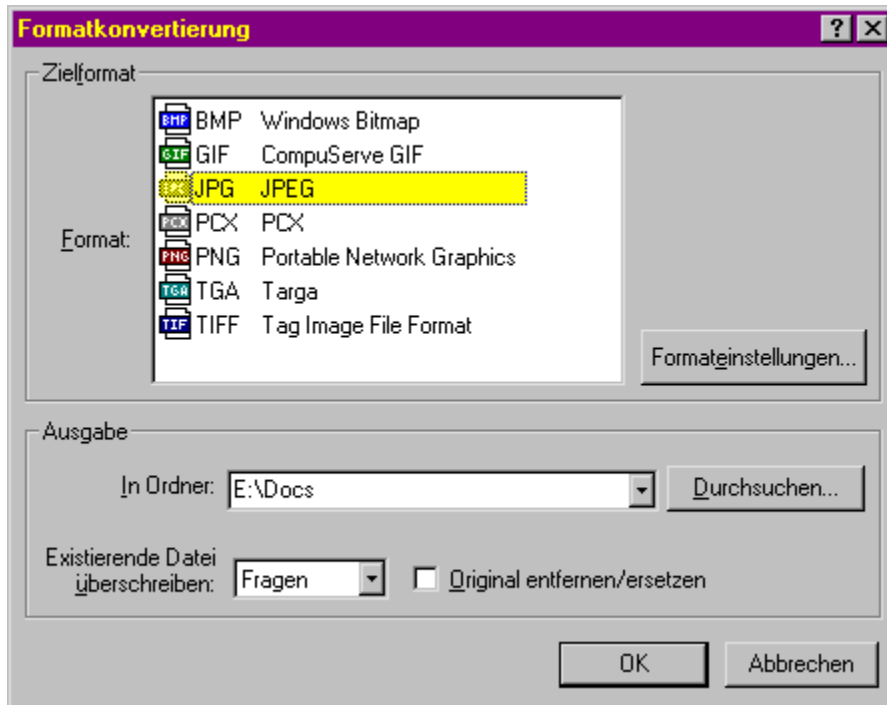 Formatkonvertierung
Zielformat
Format:
BMP BMP Windows Bitmap
GIF GIF CompuServe GIF
JPG JPEG
PCX PCX PCX
PNG PNG Portable Network Graphics
TGA TGA Targa
TIF TIFF Tag Image File Format
Formateinstellungen...
Ausgabe
In Ordner: E:\Docs Durchsuchen...
Existierende Datei
überschreiben: Fragen Original entfernen/ersetzen
OK Abbrechen